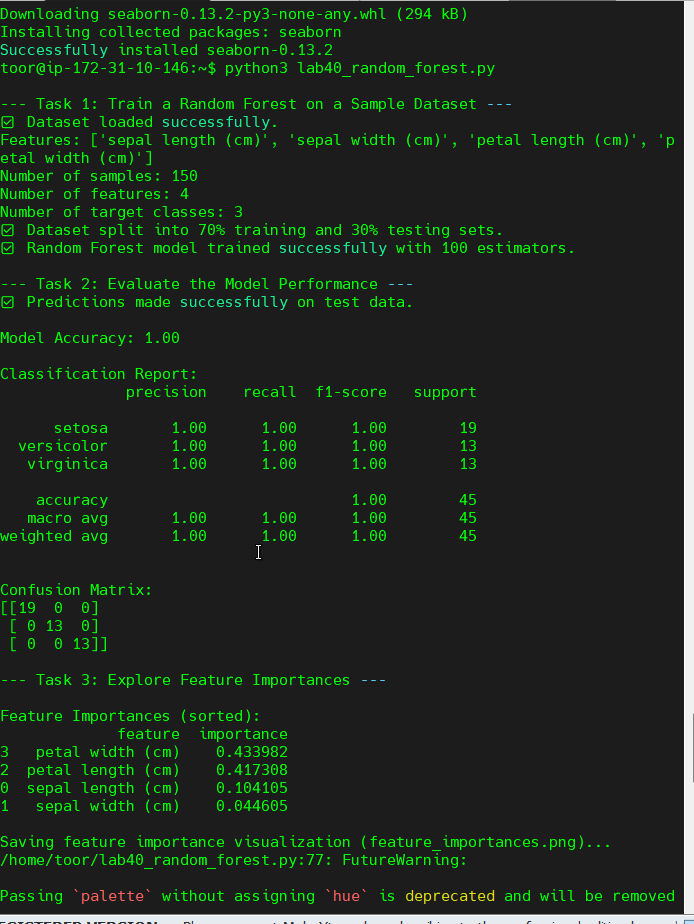 Downloading seaborn-0.13.2-py3-none-any.whl (294 kB)
Installing collected packages: seaborn
Successfully installed seaborn-0.13.2
toor@ip-172-31-10-146:~$ python3 lab40_random_forest.py
--- Task 1: Train a Random Forest on a Sample Dataset ---
☑ Dataset loaded successfully.
Features: ['sepal length (cm)', 'sepal width (cm)', 'petal length (cm)', 'p
etal width (cm)']
Number of samples: 150
Number of features: 4
Number of target classes: 3
☑ Dataset split into 70% training and 30% testing sets.
☑ Random Forest model trained successfully with 100 estimators.
--- Task 2: Evaluate the Model Performance ---
☑ Predictions made successfully on test data.
Model Accuracy: 1.00
Classification Report:
              precision    recall  f1-score   support
      setosa       1.00      1.00      1.00        19
  versicolor       1.00      1.00      1.00        13
   virginica       1.00      1.00      1.00        13
    accuracy                           1.00        45
   macro avg       1.00      1.00      1.00        45
weighted avg       1.00      1.00      1.00        45
Confusion Matrix:
[[19  0  0]
 [ 0 13  0]
 [ 0  0 13]]
--- Task 3: Explore Feature Importances ---
Feature Importances (sorted):
             feature  importance
3   petal width (cm)    0.433982
2  petal length (cm)    0.417308
0  sepal length (cm)    0.104105
1   sepal width (cm)    0.044605
Saving feature importance visualization (feature_importances.png)...
/home/toor/lab40_random_forest.py:77: FutureWarning:
Passing `palette` without assigning `hue` is deprecated and will be removed